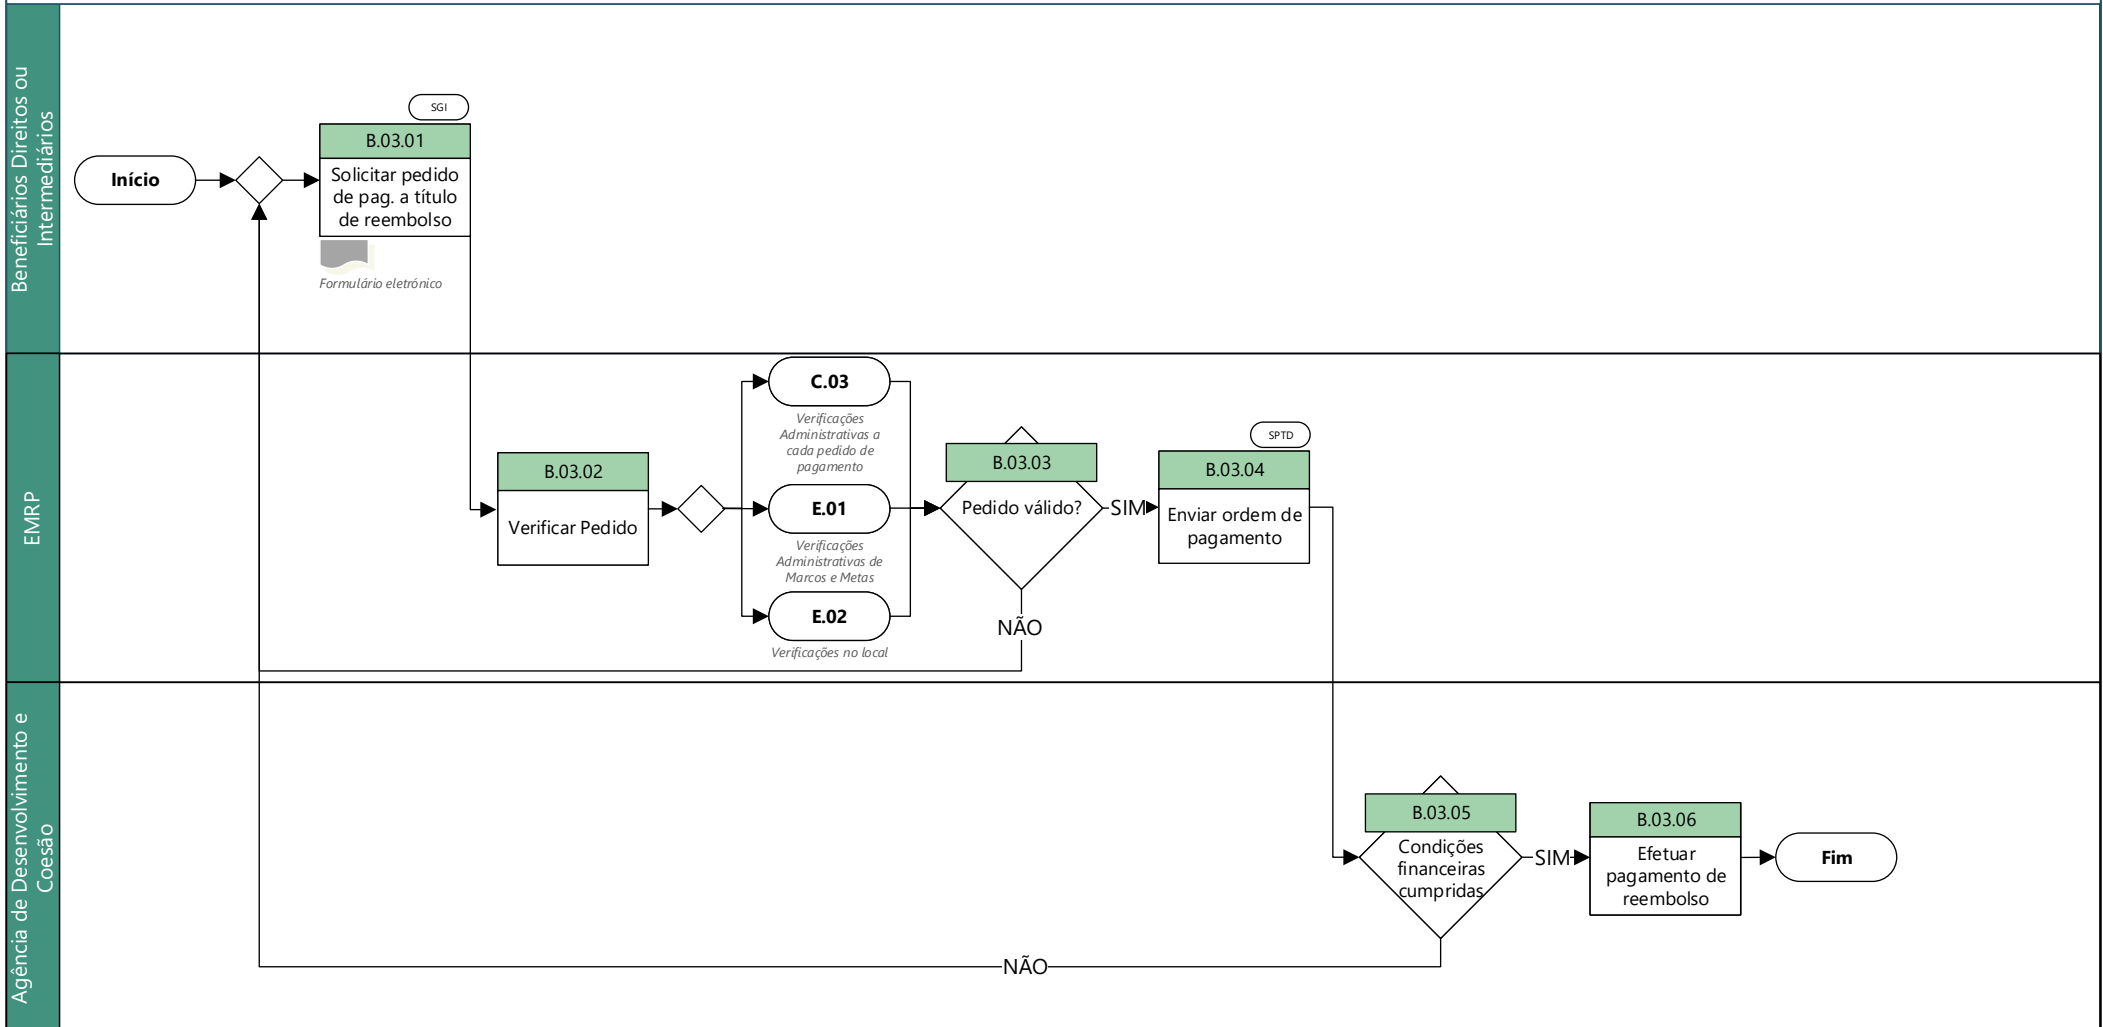 Beneficiários Direitos ou
Intermediários
SGI
B.03.01
Início
Solicitar pedido
de pag. a título
de reembolso
Formulário eletrónico
EMRP
C.03
Verificações
Administrativas a
cada pedido de
pagamento
B.03.02
Verificar Pedido
E.01
Verificações
Administrativas de
Marcos e Metas
E.02
Verificações no local
B.03.03
Pedido válido?
SIM
NÃO
SPTD
B.03.04
Enviar ordem de
pagamento
Agência de Desenvolvimento e
Coesão
B.03.05
Condições
financeiras
cumpridas
SIM
NÃO
B.03.06
Efetuar
pagamento de
reembolso
Fim